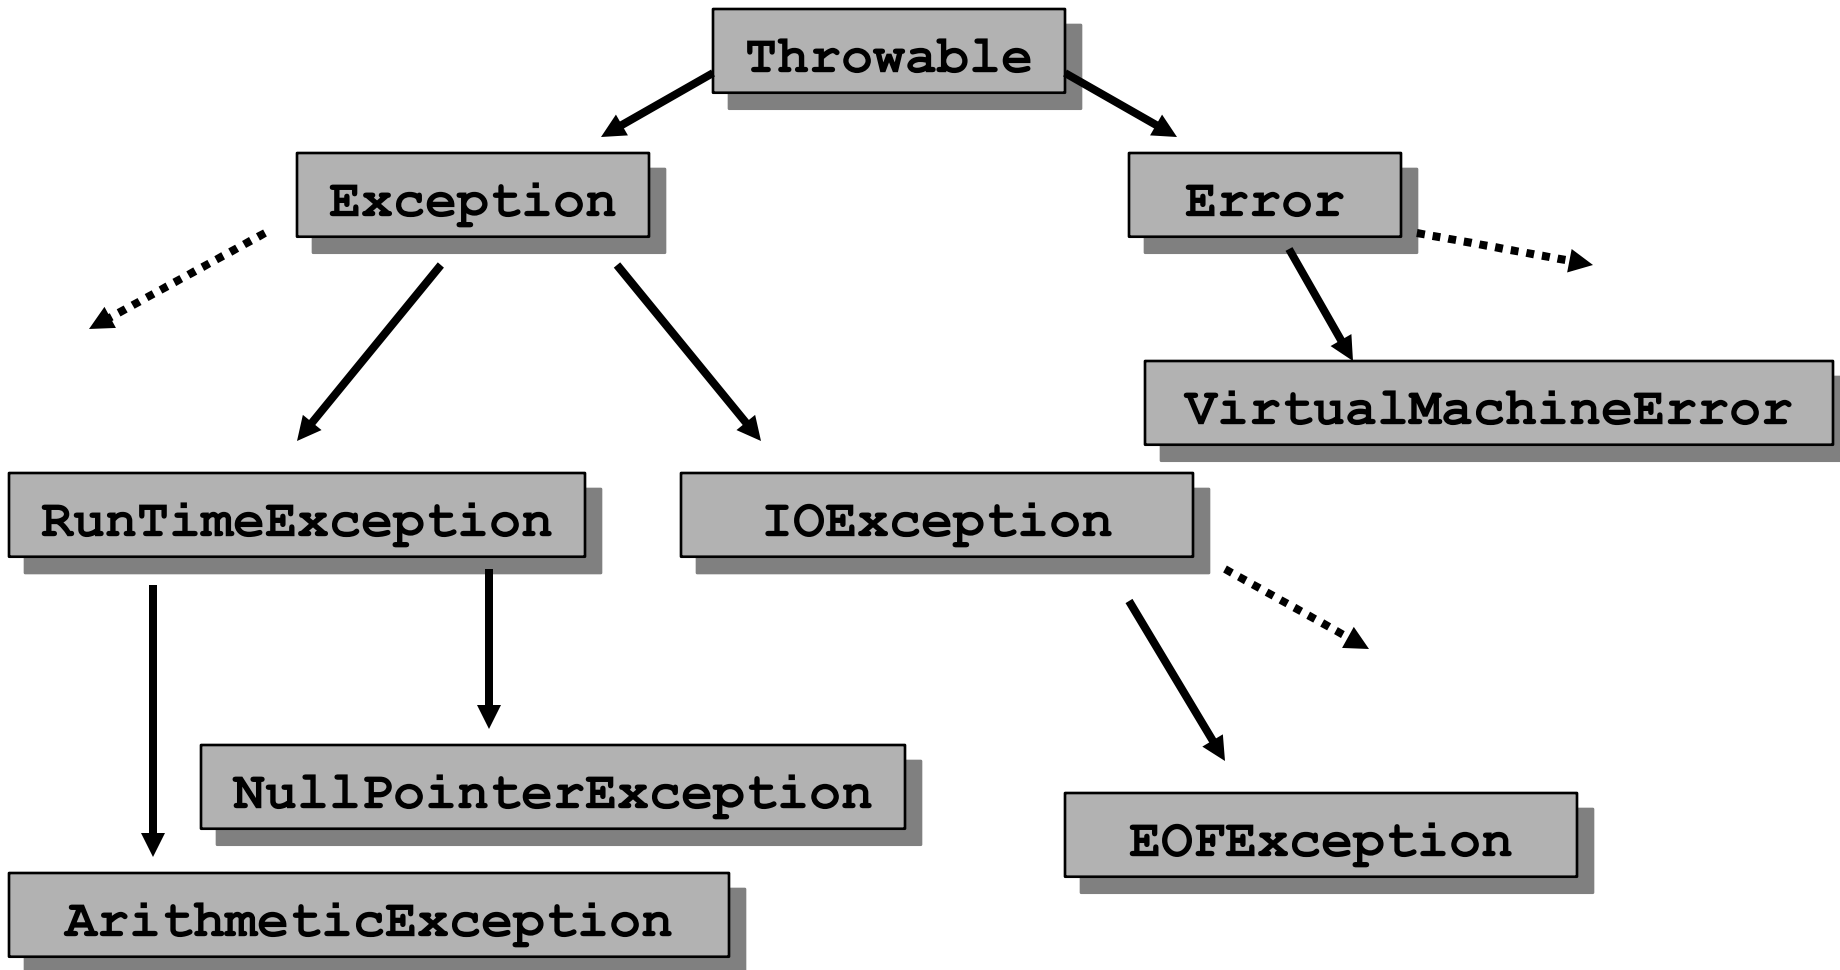 Throwable
Exception
Error
VirtualMachineError
RunTimeException
IOException
NullPointerException
EOFException
ArithmeticException